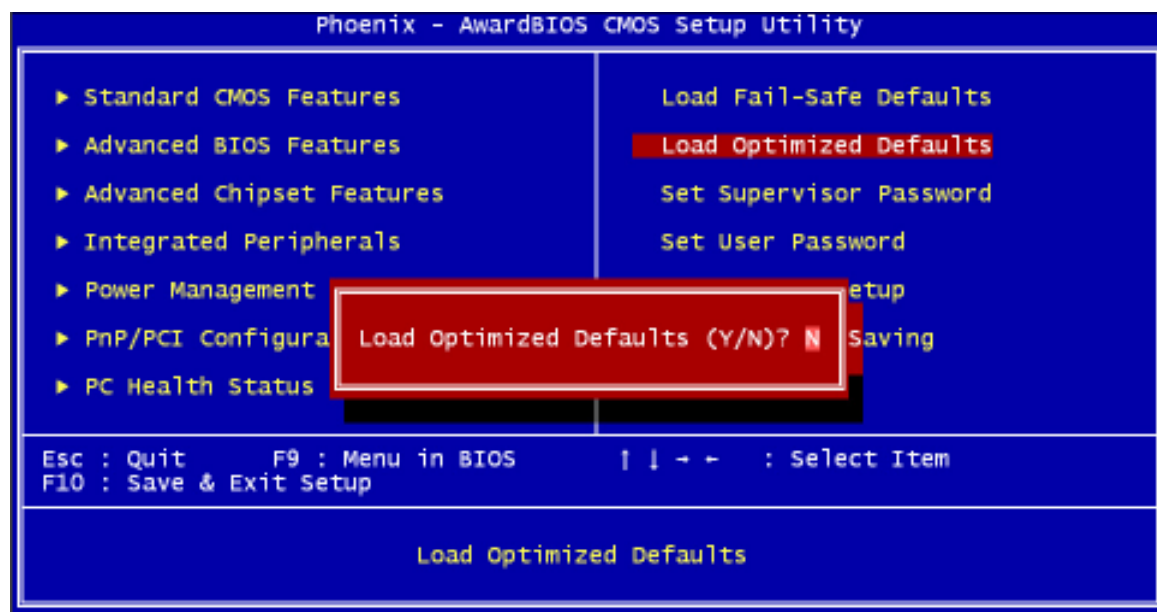 Phoenix - AwardBIOS CMOS Setup Utility
▶ Standard CMOS Features
▶ Advanced BIOS Features
▶ Advanced Chipset Features
▶ Integrated Peripherals
▶ Power Management
▶ PnP/PCI Configura
▶ PC Health Status
Load Fail-Safe Defaults
Load Optimized Defaults
Set Supervisor Password
Set User Password
etup
Saving
Load Optimized Defaults (Y/N)? N
Esc : Quit F9 : Menu in BIOS ↑ ↓ → ← : Select Item
F10 : Save & Exit Setup
Load Optimized Defaults